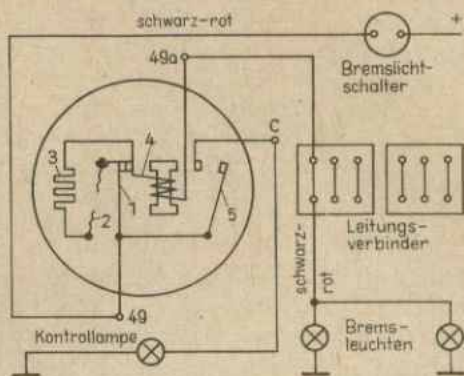 schwarz-rot
+
49a
Bremslicht-
schalter
C
3
4
1
2
5
Leitungs-
verbinder
schwarz-
rot
49
Kontrollampe
Brems-
leuchten